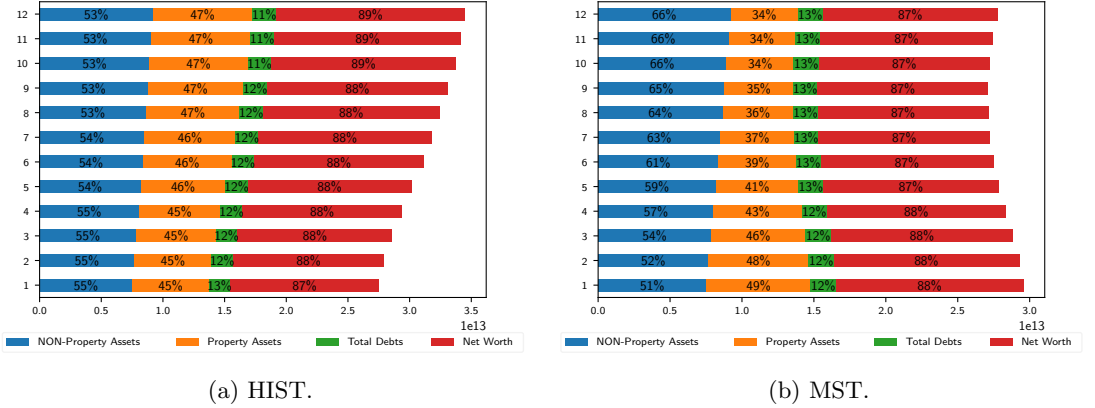 12 53% 47% 11% 89%
11 53% 47% 11% 89%
10 53% 47% 11% 89%
9 53% 47% 12% 88%
8 53% 47% 12% 88%
7 54% 46% 12% 88%
6 54% 46% 12% 88%
5 54% 46% 12% 88%
4 55% 45% 12% 88%
3 55% 45% 12% 88%
2 55% 45% 12% 88%
1 55% 45% 13% 87%
0.0 0.5 1.0 1.5 2.0 2.5 3.0 3.5
1e13
NON-Property Assets Property Assets Total Debts Net Worth
(a) HIST.
12 66% 34% 13% 87%
11 66% 34% 13% 87%
10 66% 34% 13% 87%
9 65% 35% 13% 87%
8 64% 36% 13% 87%
7 63% 37% 13% 87%
6 61% 39% 13% 87%
5 59% 41% 13% 87%
4 57% 43% 12% 88%
3 54% 46% 12% 88%
2 52% 48% 12% 88%
1 51% 49% 12% 88%
0.0 0.5 1.0 1.5 2.0 2.5 3.0
1e13
NON-Property Assets Property Assets Total Debts Net Worth
(b) MST.